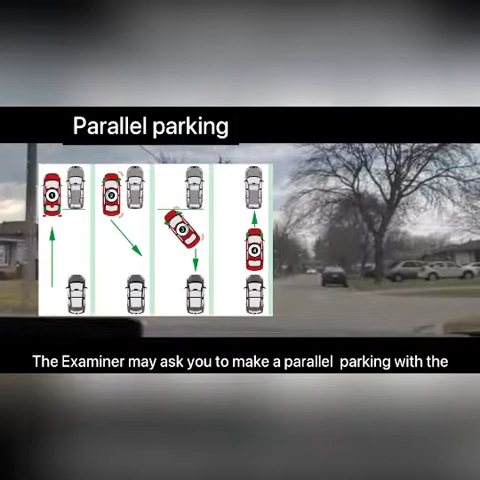 Parallel parking
The Examiner may ask you to make a parallel parking with the